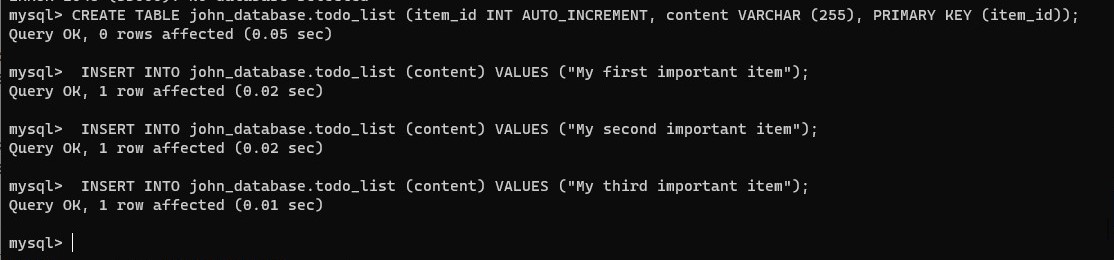 mysql> CREATE TABLE john_database.todo_list (item_id INT AUTO_INCREMENT, content VARCHAR (255), PRIMARY KEY (item_id));
Query OK, 0 rows affected (0.05 sec)
mysql>  INSERT INTO john_database.todo_list (content) VALUES ("My first important item");
Query OK, 1 row affected (0.02 sec)
mysql>  INSERT INTO john_database.todo_list (content) VALUES ("My second important item");
Query OK, 1 row affected (0.02 sec)
mysql>  INSERT INTO john_database.todo_list (content) VALUES ("My third important item");
Query OK, 1 row affected (0.01 sec)
mysql>